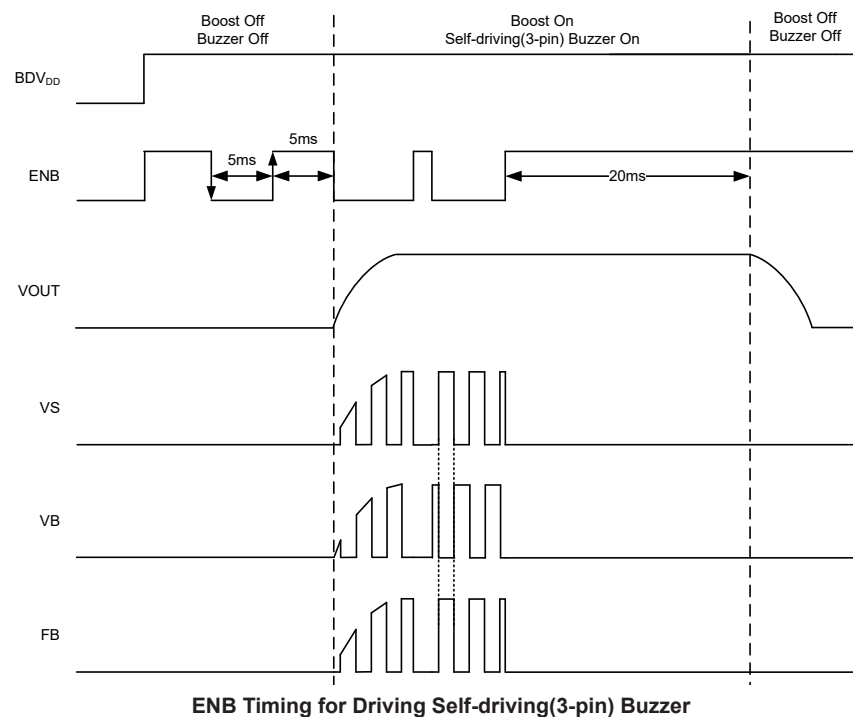 Boost Off
Buzzer Off
Boost On
Self-driving(3-pin) Buzzer On
Boost Off
Buzzer Off
BDVDD
ENB
5ms
5ms
20ms
VOUT
VS
VB
FB
ENB Timing for Driving Self-driving(3-pin) Buzzer